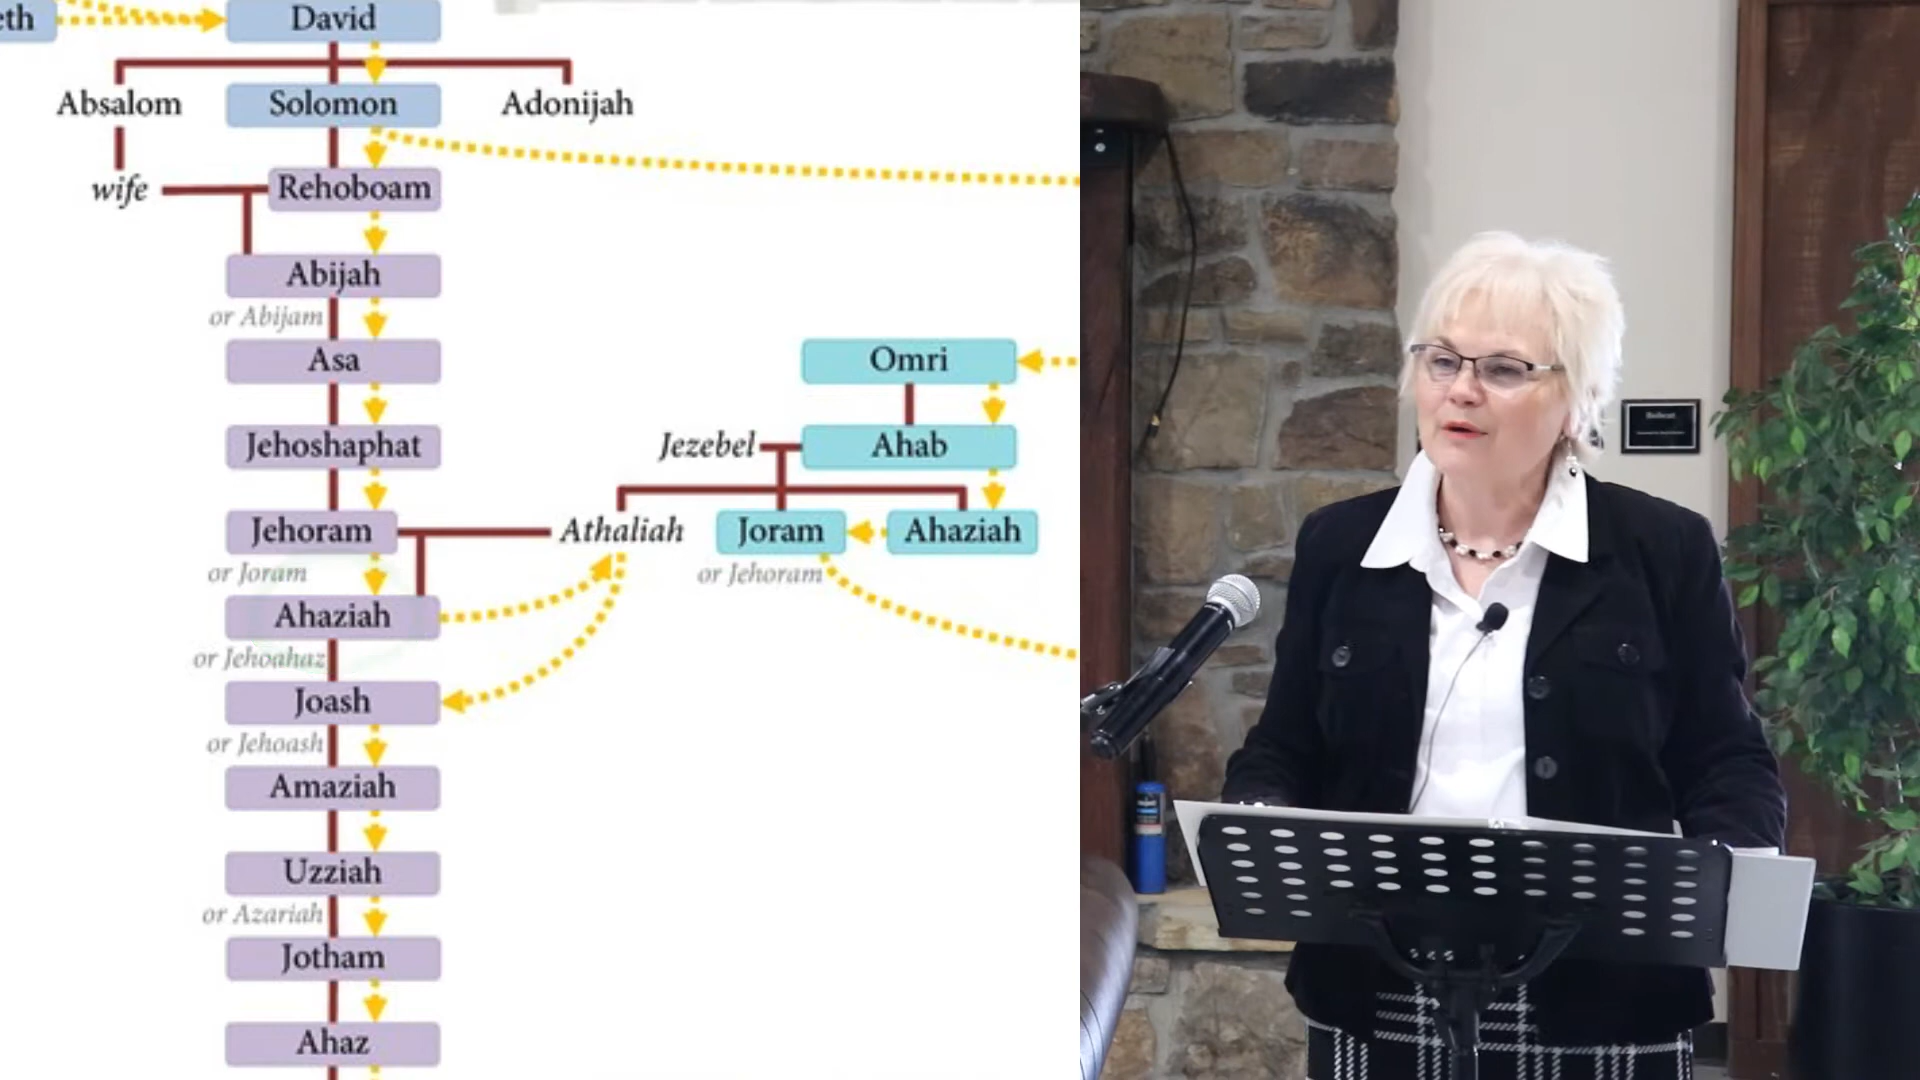 eth
David
Absalom
Solomon
Adonijah
wife
Rehoboam
Abijah
or Abijam
Asa
Omri
Jehoshaphat
Jezebel
Ahab
Jehoram
Athaliah
Joram
Ahaziah
or Joram
or Jehoram
Ahaziah
or Jehoahaz
Joash
or Jehoash
Amaziah
Uzziah
or Azariah
Jotham
Ahaz